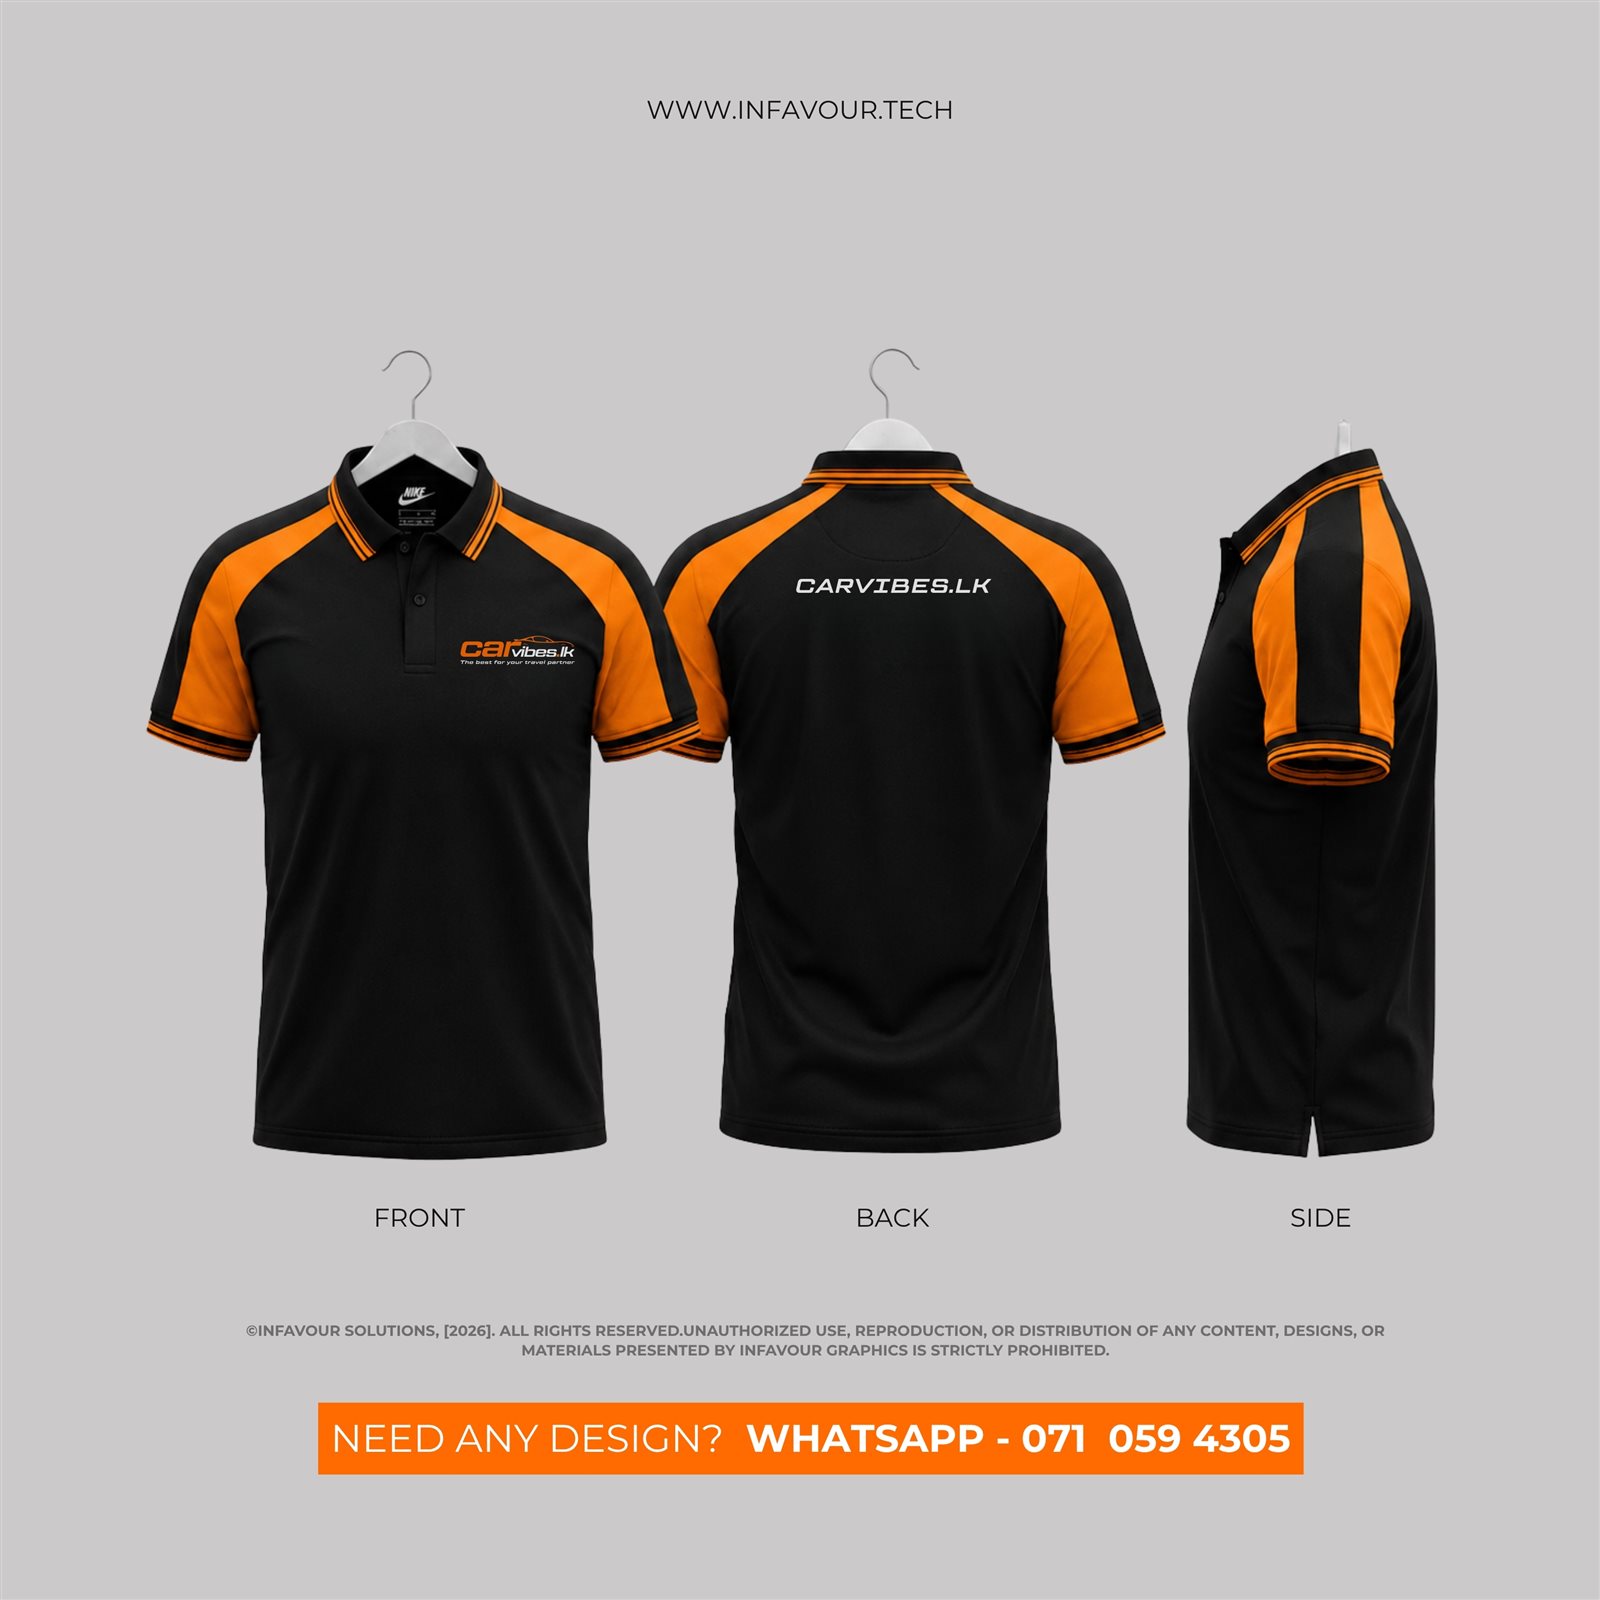 WWW.INFAVOUR.TECH
NIKE
carvibes.lk
The best for your travel partner
CARVIBES.LK
FRONT
BACK
SIDE
©INFAVOUR SOLUTIONS, [2026]. ALL RIGHTS RESERVED.UNAUTHORIZED USE, REPRODUCTION, OR DISTRIBUTION OF ANY CONTENT, DESIGNS, OR
MATERIALS PRESENTED BY INFAVOUR GRAPHICS IS STRICTLY PROHIBITED.
NEED ANY DESIGN? WHATSAPP - 071 059 4305